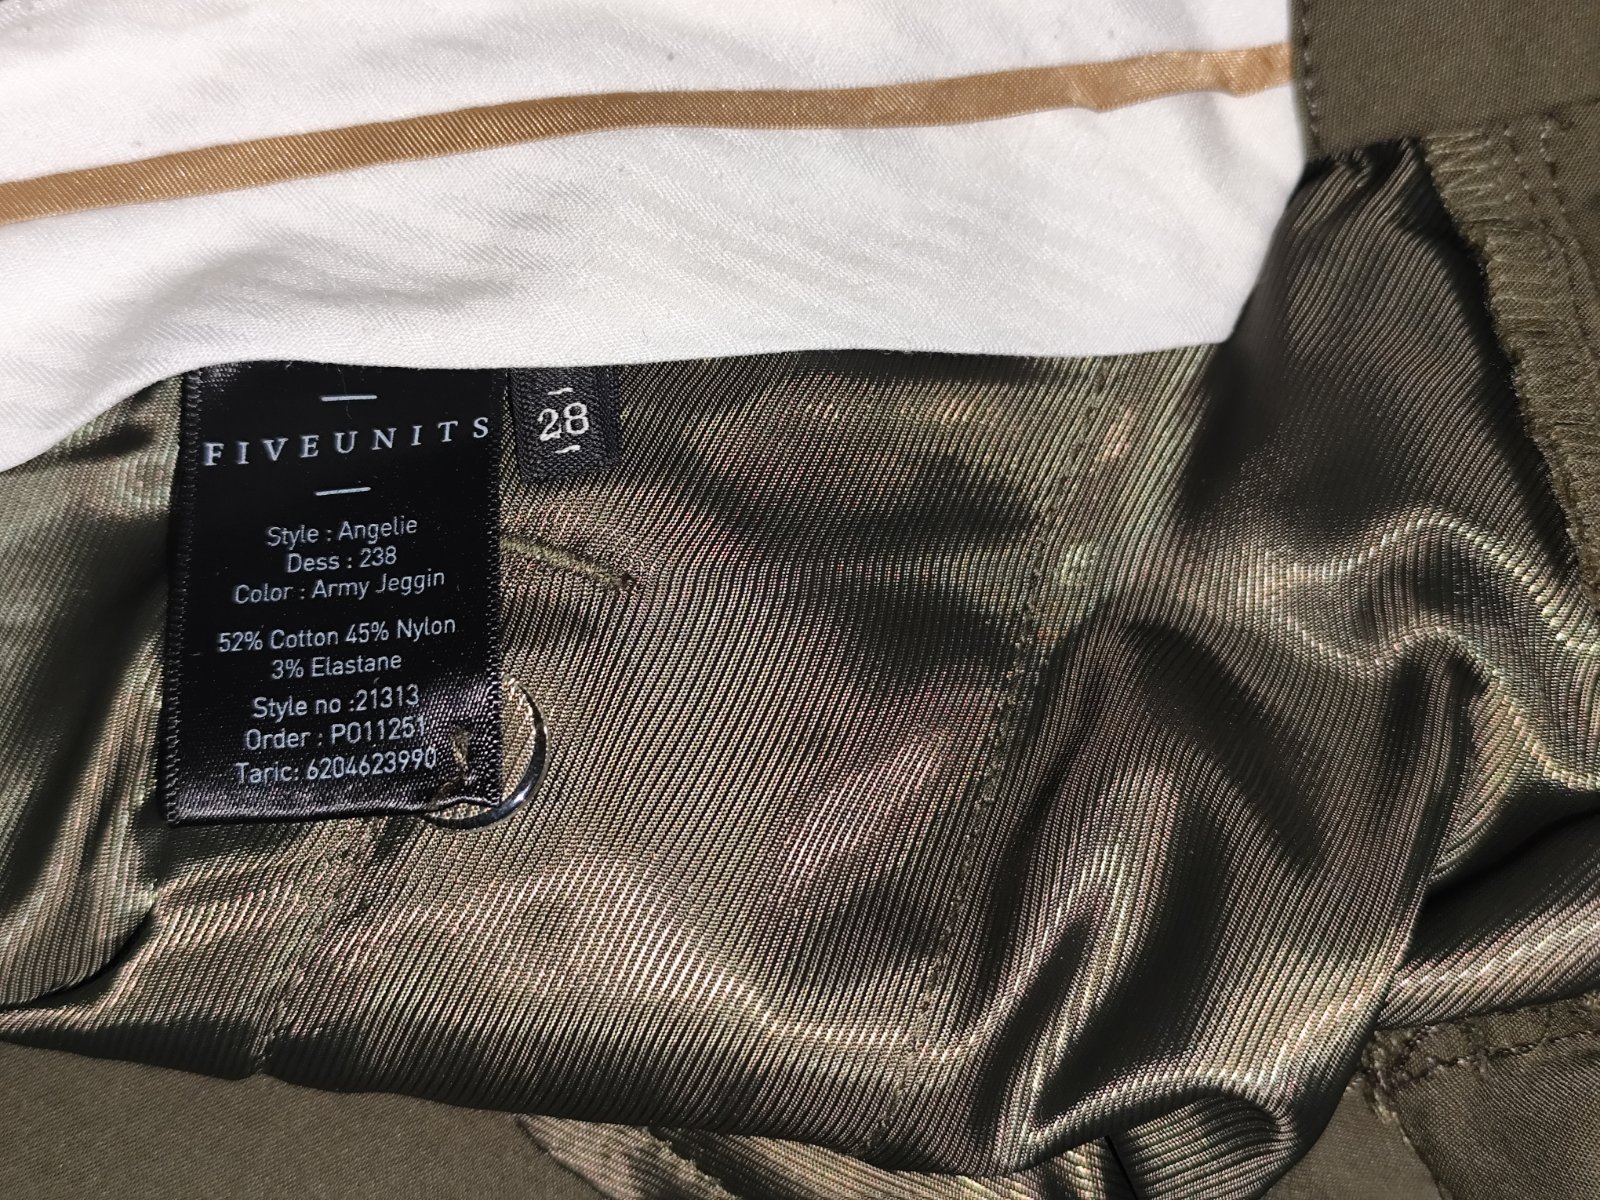 FIVEUNITS
28
Style : Angelie
Dess : 238
Color : Army Jeggin
52% Cotton 45% Nylon
3% Elastane
Style no :21313
Order : PO11251
Taric: 6204623990